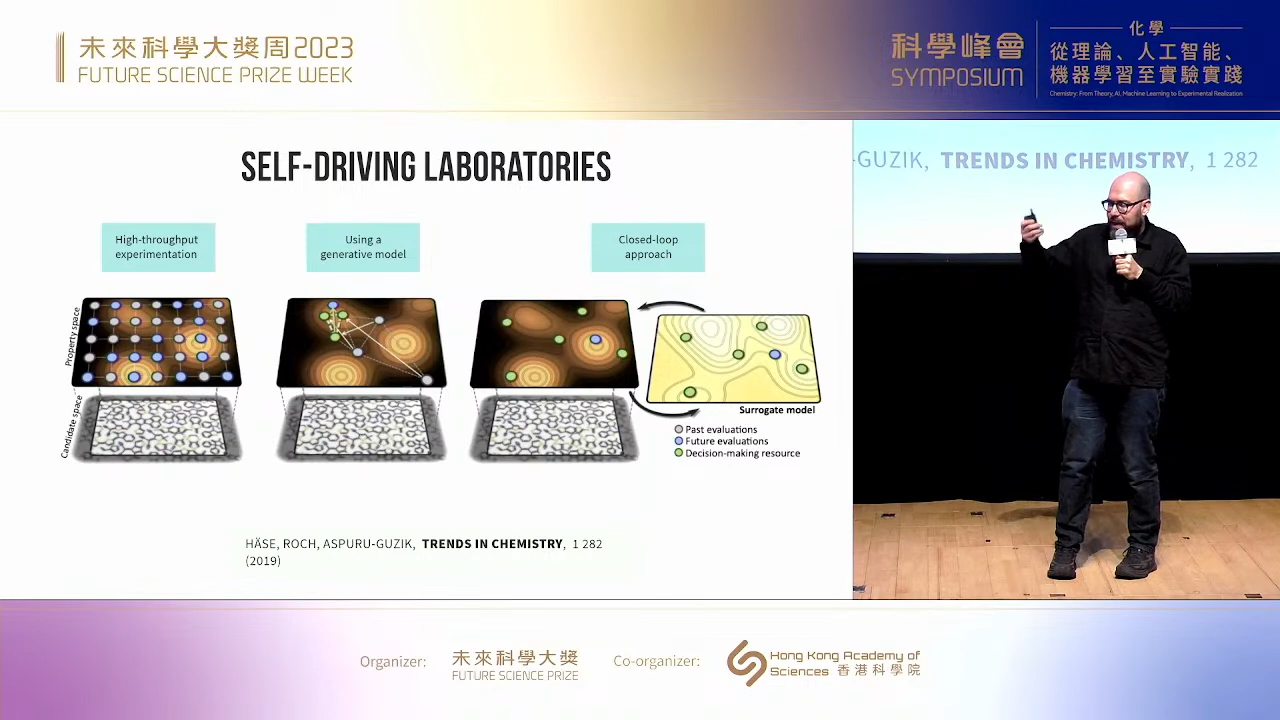 未來科學大獎周2023
FUTURE SCIENCE PRIZE WEEK
科學峰會
SYMPOSIUM
化學
從理論、人工智能、
機器學習至實驗實踐
Chemistry: From Theory, AI, Machine Learning to Experimental Realization
SELF-DRIVING LABORATORIES
High-throughput
experimentation
Using a
generative model
Closed-loop
approach
Property space
Candidate space
Surrogate model
Past evaluations
Future evaluations
Decision-making resource
HÄSE, ROCH, ASPURU-GUZIK, TRENDS IN CHEMISTRY, 1 282
(2019)
-GUZIK, TRENDS IN CHEMISTRY, 1 282
Organizer:
未來科學大獎
FUTURE SCIENCE PRIZE
Co-organizer:
Hong Kong Academy of
Sciences 香港科學院